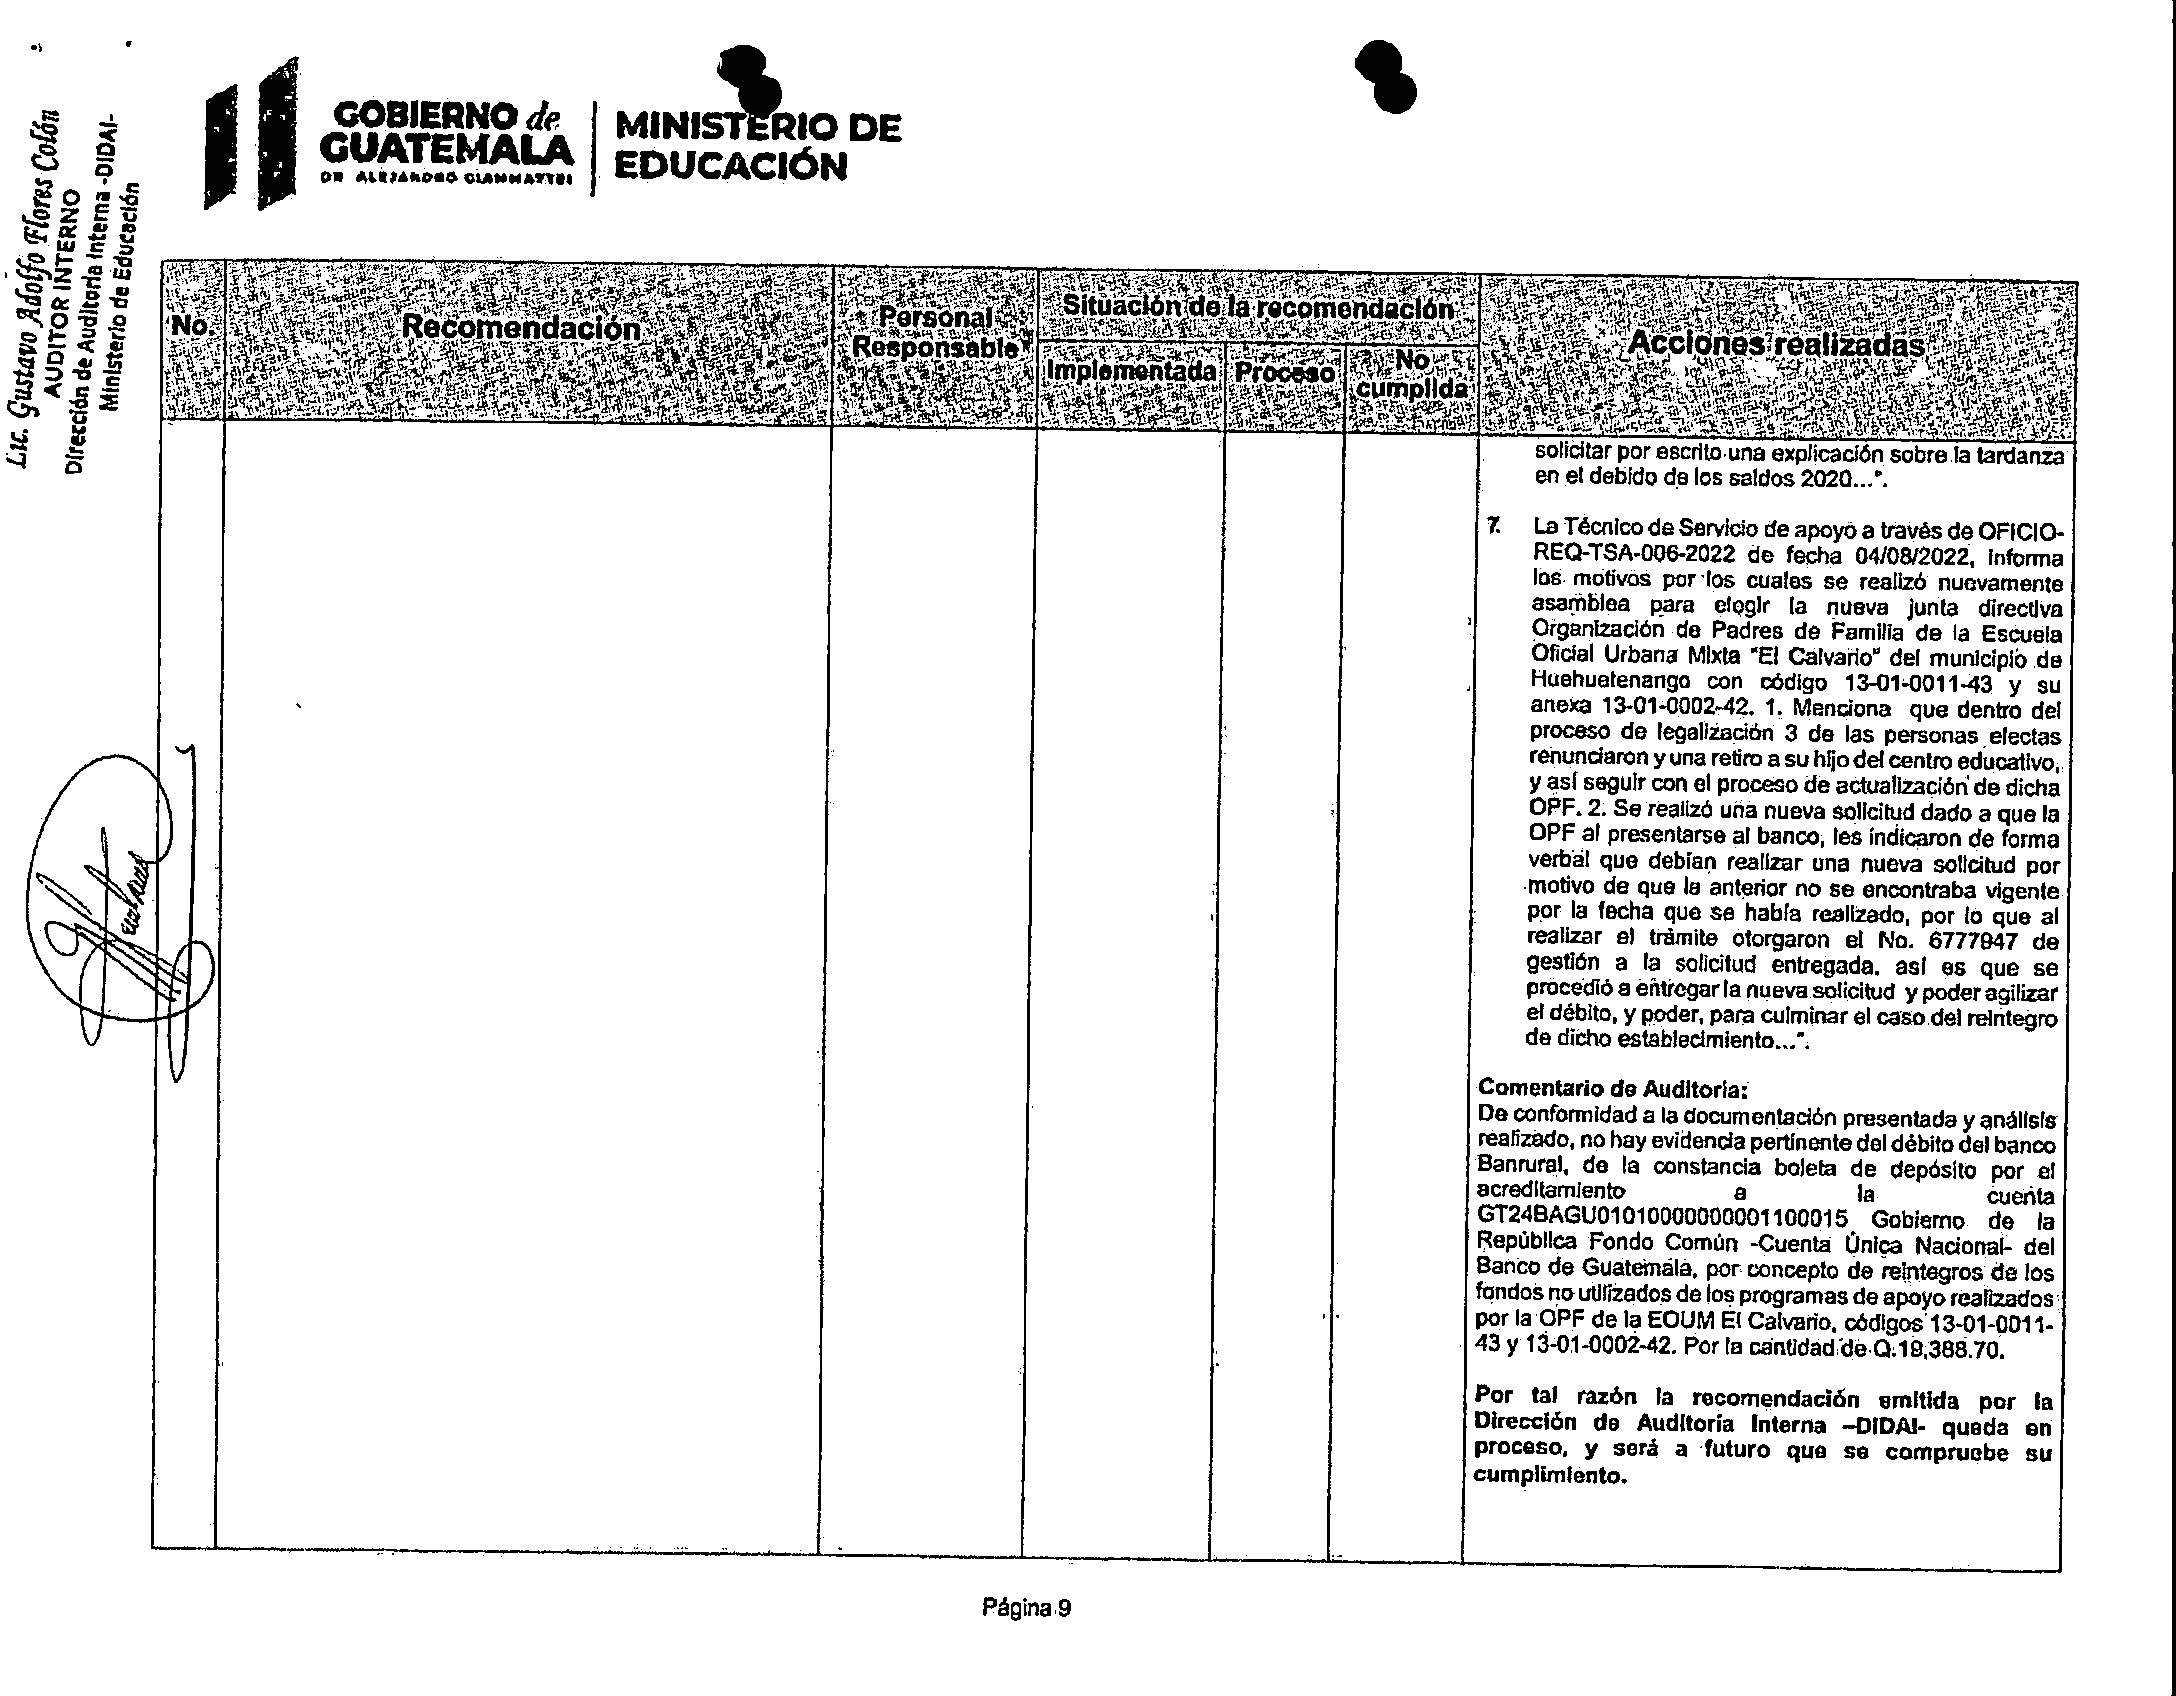 Lic. Gustavo Adolfo Flores Colón
AUDITOR INTERNO
Dirección de Auditoría Interna -DIDAI-
Ministerio de Educación
GOBIERNO de
GUATEMALA
DR. ALEJANDRO GIAMMATTEI
MINISTERIO DE
EDUCACIÓN
No.
Recomendación
Personal
Responsable
Situación de la recomendación
Implementada
Proceso
No
cumplida
Acciones realizadas
solicitar por escrito una explicación sobre la tardanza
en el debido de los saldos 2020...".
7. La Técnico de Servicio de apoyo a través de OFICIO-
REQ-TSA-006-2022 de fecha 04/08/2022, informa
los motivos por los cuales se realizó nuevamente
asamblea para elegir la nueva junta directiva
Organización de Padres de Familia de la Escuela
Oficial Urbana Mixta "El Calvario" del municipio de
Huehuetenango con código 13-01-0011-43 y su
anexa 13-01-0002-42. 1. Menciona que dentro del
proceso de legalización 3 de las personas electas
renunciaron y una retiro a su hijo del centro educativo,
y así seguir con el proceso de actualización de dicha
OPF. 2. Se realizó una nueva solicitud dado a que la
OPF al presentarse al banco, les indicaron de forma
verbal que debían realizar una nueva solicitud por
motivo de que la anterior no se encontraba vigente
por la fecha que se había realizado, por lo que al
realizar el trámite otorgaron el No. 6777847 de
gestión a la solicitud entregada, así es que se
procedió a entregar la nueva solicitud y poder agilizar
el débito, y poder, para culminar el caso del reintegro
de dicho establecimiento...".
Comentario de Auditoría:
De conformidad a la documentación presentada y análisis
realizado, no hay evidencia pertinente del débito del banco
Banrural, de la constancia boleta de depósito por el
acreditamiento a la cuenta
GT24BAGU01010000000001100015 Gobierno de la
República Fondo Común -Cuenta Única Nacional- del
Banco de Guatemala, por concepto de reintegros de los
fondos no utilizados de los programas de apoyo realizados
por la OPF de la EOUM El Calvario, códigos 13-01-0011-
43 y 13-01-0002-42. Por la cantidad de Q.19,388.70.
Por tal razón la recomendación emitida por la
Dirección de Auditoría Interna –DIDAI- queda en
proceso, y será a futuro que se compruebe su
cumplimiento.
Página 9